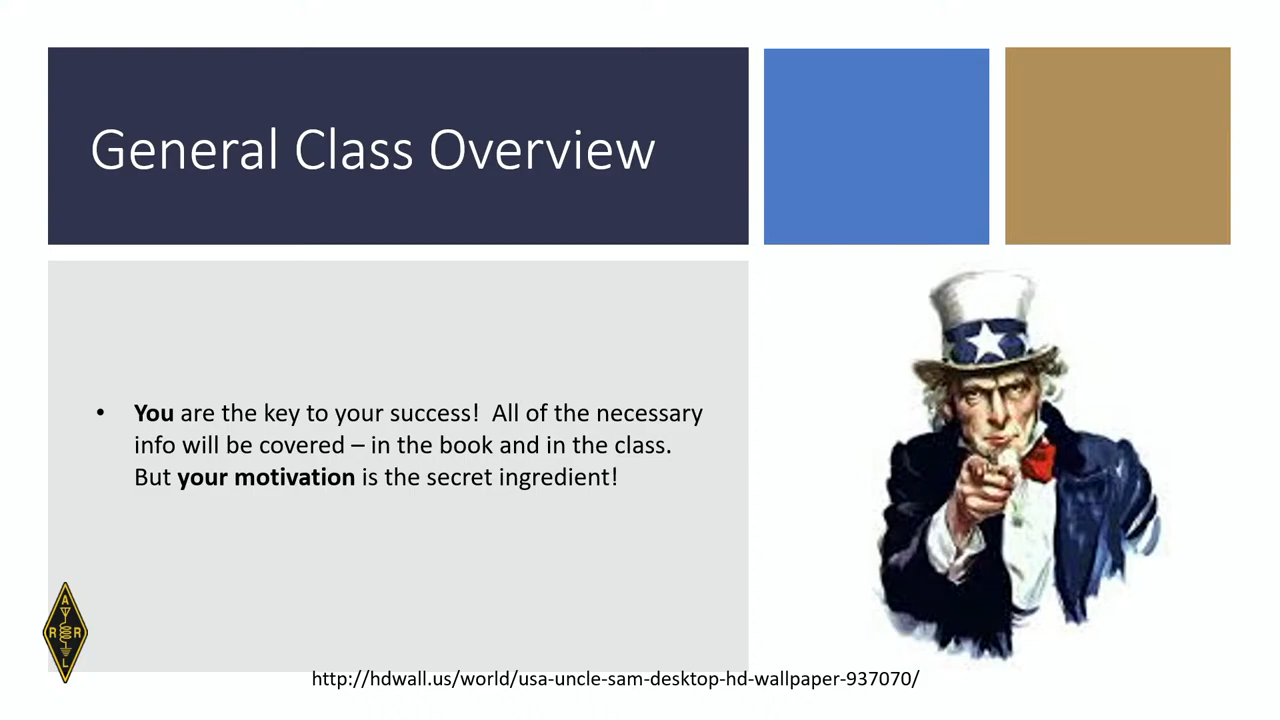 General Class Overview
• You are the key to your success!  All of the necessary
info will be covered – in the book and in the class.
But your motivation is the secret ingredient!
A
R R
L
http://hdwall.us/world/usa-uncle-sam-desktop-hd-wallpaper-937070/